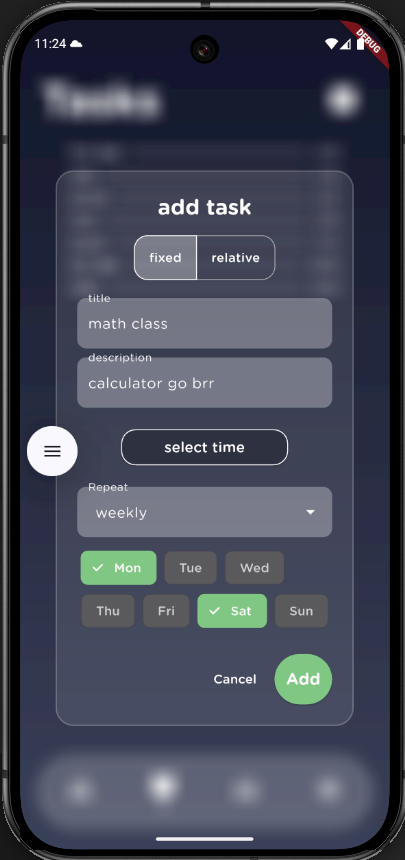 11:24
DEBUG
Tasks
add task
fixed relative
title
math class
description
calculator go brr
select time
Repeat
weekly
Mon Tue Wed
Thu Fri Sat Sun
Cancel Add